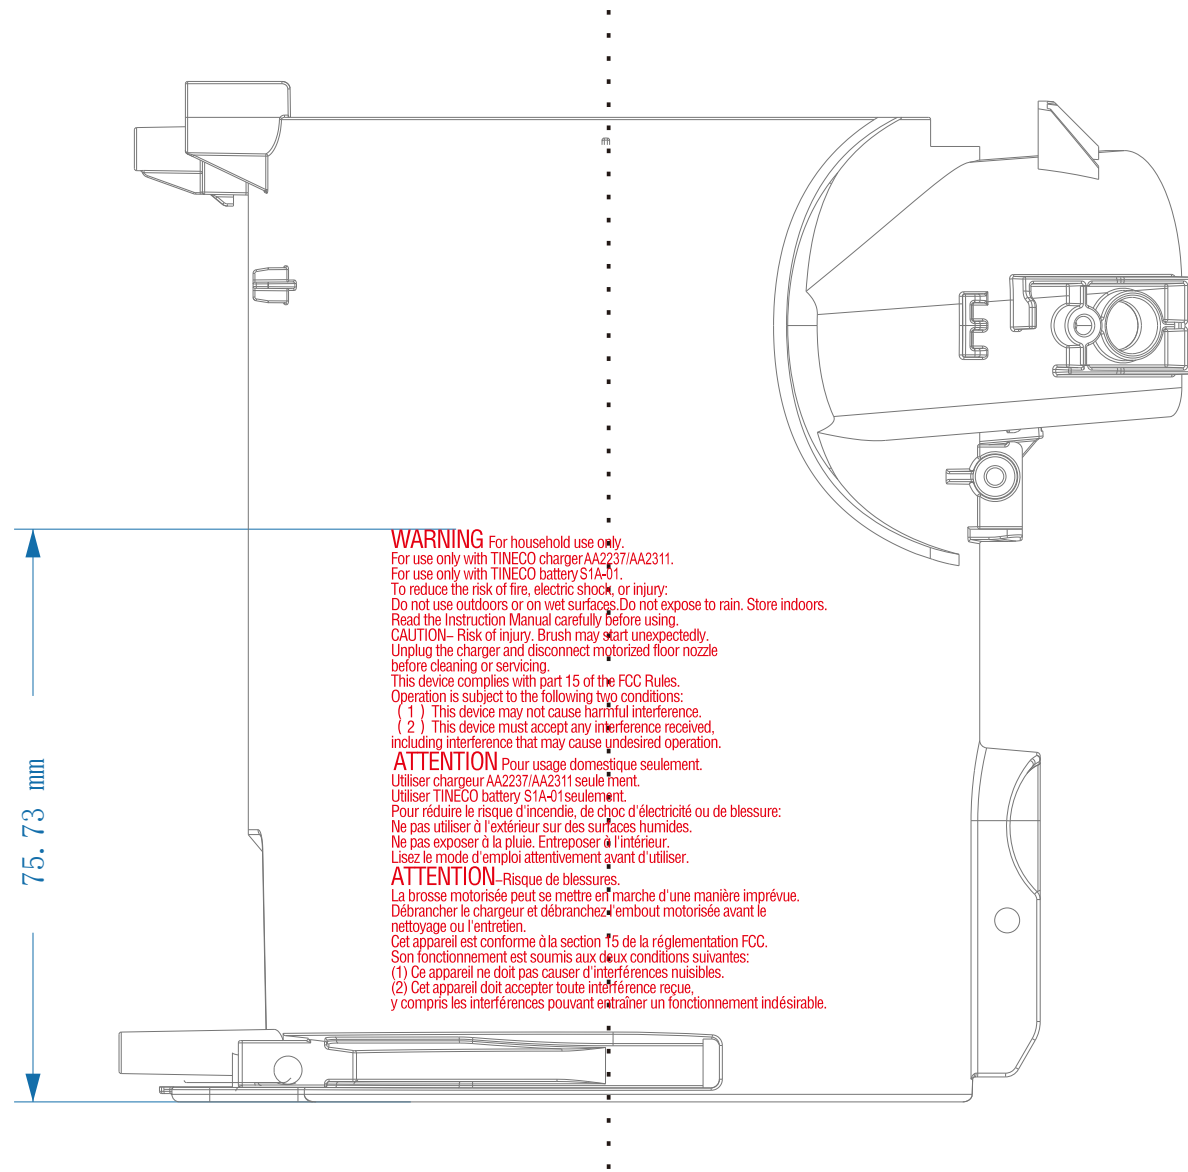 WARNING For household use only.
For use only with TINECO charger AA2237/AA2311.
For use only with TINECO battery S1A-01.
To reduce the risk of fire, electric shock, or injury:
Do not use outdoors or on wet surfaces.Do not expose to rain. Store indoors.
Read the Instruction Manual carefully before using.
CAUTION– Risk of injury. Brush may start unexpectedly.
Unplug the charger and disconnect motorized floor nozzle
before cleaning or servicing.
This device complies with part 15 of the FCC Rules.
Operation is subject to the following two conditions:
( 1 ) This device may not cause harmful interference.
( 2 ) This device must accept any interference received,
including interference that may cause undesired operation.
ATTENTION Pour usage domestique seulement.
Utiliser chargeur AA2237/AA2311 seule ment.
Utiliser TINECO battery S1A-01 seulement.
Pour réduire le risque d'incendie, de choc d'électricité ou de blessure:
Ne pas utiliser à l'extérieur sur des surfaces humides.
Ne pas exposer à la pluie. Entreposer à l'intérieur.
Lisez le mode d'emploi attentivement avant d'utiliser.
ATTENTION–Risque de blessures.
La brosse motorisée peut se mettre en marche d'une manière imprévue.
Débrancher le chargeur et débranchez l'embout motorisée avant le
nettoyage ou l'entretien.
Cet appareil est conforme à la section 15 de la réglementation FCC.
Son fonctionnement est soumis aux deux conditions suivantes:
(1) Ce appareil ne doit pas causer d'interférences nuisibles.
(2) Cet appareil doit accepter toute interférence reçue,
y compris les interférences pouvant entraîner un fonctionnement indésirable.
75.73 mm